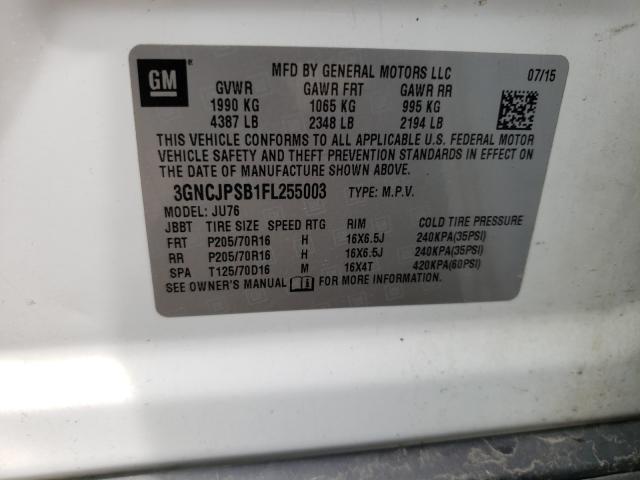 GM
MFD BY GENERAL MOTORS LLC 07/15
GVWR GAWR FRT GAWR RR
1990 KG 1065 KG 995 KG
4387 LB 2348 LB 2194 LB
THIS VEHICLE CONFORMS TO ALL APPLICABLE U.S. FEDERAL MOTOR
VEHICLE SAFETY AND THEFT PREVENTION STANDARDS IN EFFECT ON
THE DATE OF MANUFACTURE SHOWN ABOVE.
3GNCJPSB1FL255003 TYPE: M.P.V.
MODEL: JU76
JBBT TIRE SIZE SPEED RTG RIM COLD TIRE PRESSURE
FRT P205/70R16 H 16X6.5J 240KPA(35PSI)
RR P205/70R16 H 16X6.5J 240KPA(35PSI)
SPA T125/70D16 M 16X4T 420KPA(60PSI)
SEE OWNER'S MANUAL FOR MORE INFORMATION